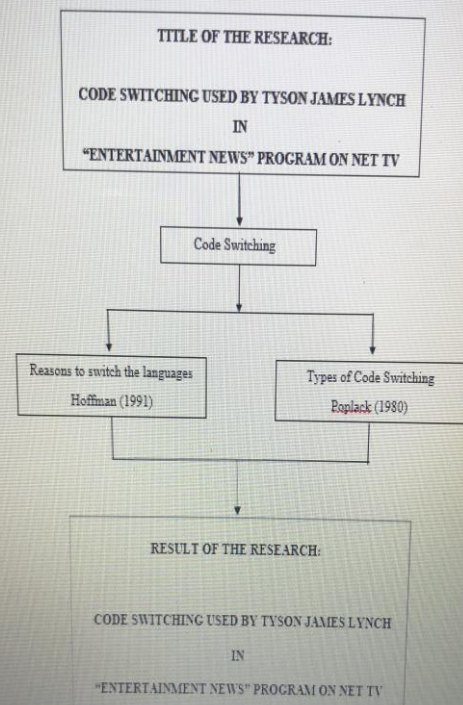 TITLE OF THE RESEARCH:
CODE SWITCHING USED BY TYSON JAMES LYNCH
IN
“ENTERTAINMENT NEWS” PROGRAM ON NET TV
Code Switching
Reasons to switch the languages
Hoffman (1991)
Types of Code Switching
Poplack (1980)
RESULT OF THE RESEARCH:
CODE SWITCHING USED BY TYSON JAMES LYNCH
IN
“ENTERTAINMENT NEWS” PROGRAM ON NET TV